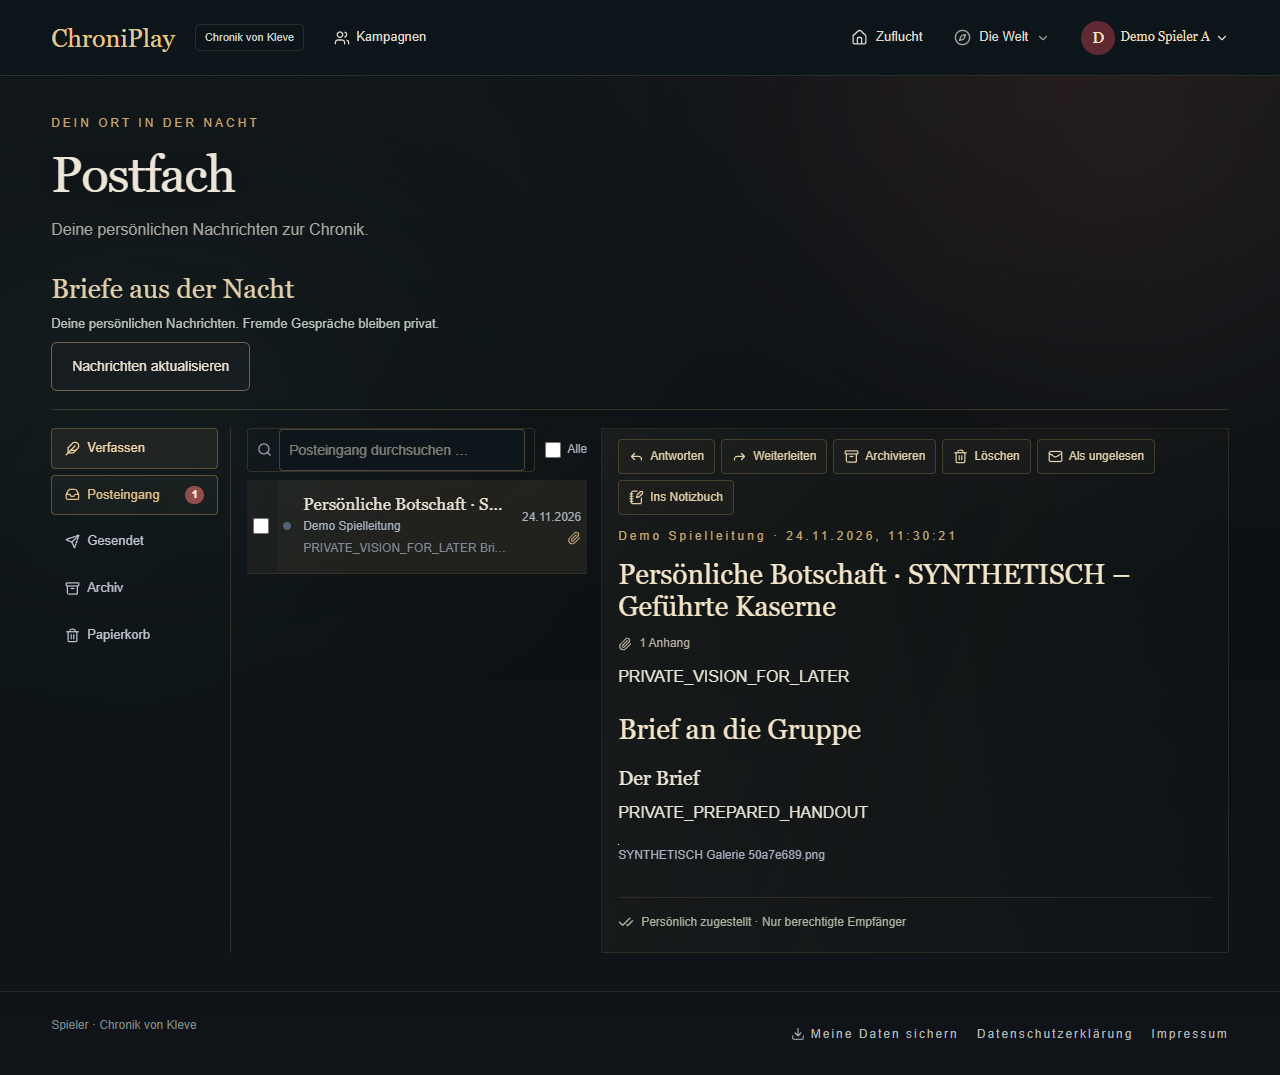 ChroniPlay
Chronik von Kleve
Kampagnen
Zuflucht
Die Welt
D
Demo Spieler A
DEIN ORT IN DER NACHT
Postfach
Deine persönlichen Nachrichten zur Chronik.
Briefe aus der Nacht
Deine persönlichen Nachrichten. Fremde Gespräche bleiben privat.
Nachrichten aktualisieren
Verfassen
Posteingang 1
Gesendet
Archiv
Papierkorb
Posteingang durchsuchen ...
Alle
Persönliche Botschaft · S...
Demo Spielleitung
PRIVATE_VISION_FOR_LATER Bri...
24.11.2026
Antworten
Weiterleiten
Archivieren
Löschen
Als ungelesen
Ins Notizbuch
Demo Spielleitung · 24.11.2026, 11:30:21
Persönliche Botschaft · SYNTHETISCH –
Geführte Kaserne
1 Anhang
PRIVATE_VISION_FOR_LATER
Brief an die Gruppe
Der Brief
PRIVATE_PREPARED_HANDOUT
SYNTHETISCH Galerie 50a7e689.png
Persönlich zugestellt · Nur berechtigte Empfänger
Spieler · Chronik von Kleve
Meine Daten sichern
Datenschutzerklärung
Impressum